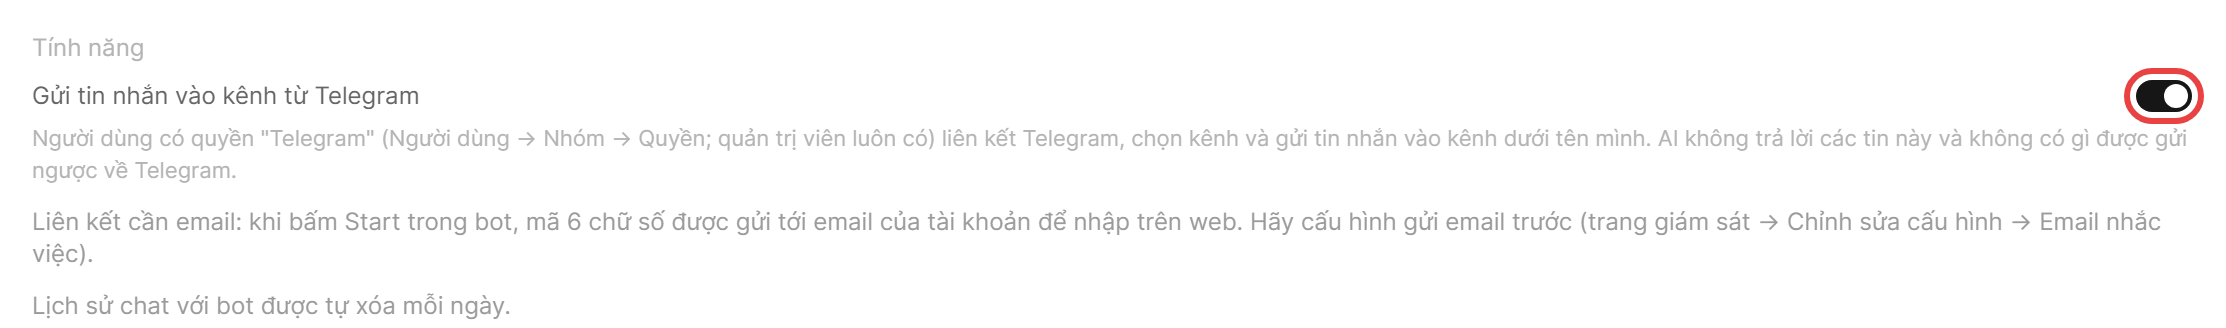 Tính năng
Gửi tin nhắn vào kênh từ Telegram
Người dùng có quyền "Telegram" (Người dùng → Nhóm → Quyền; quản trị viên luôn có) liên kết Telegram, chọn kênh và gửi tin nhắn vào kênh dưới tên mình. AI không trả lời các tin này và không có gì được gửi
ngược về Telegram.
Liên kết cần email: khi bấm Start trong bot, mã 6 chữ số được gửi tới email của tài khoản để nhập trên web. Hãy cấu hình gửi email trước (trang giám sát → Chỉnh sửa cấu hình → Email nhắc
việc).
Lịch sử chat với bot được tự xóa mỗi ngày.